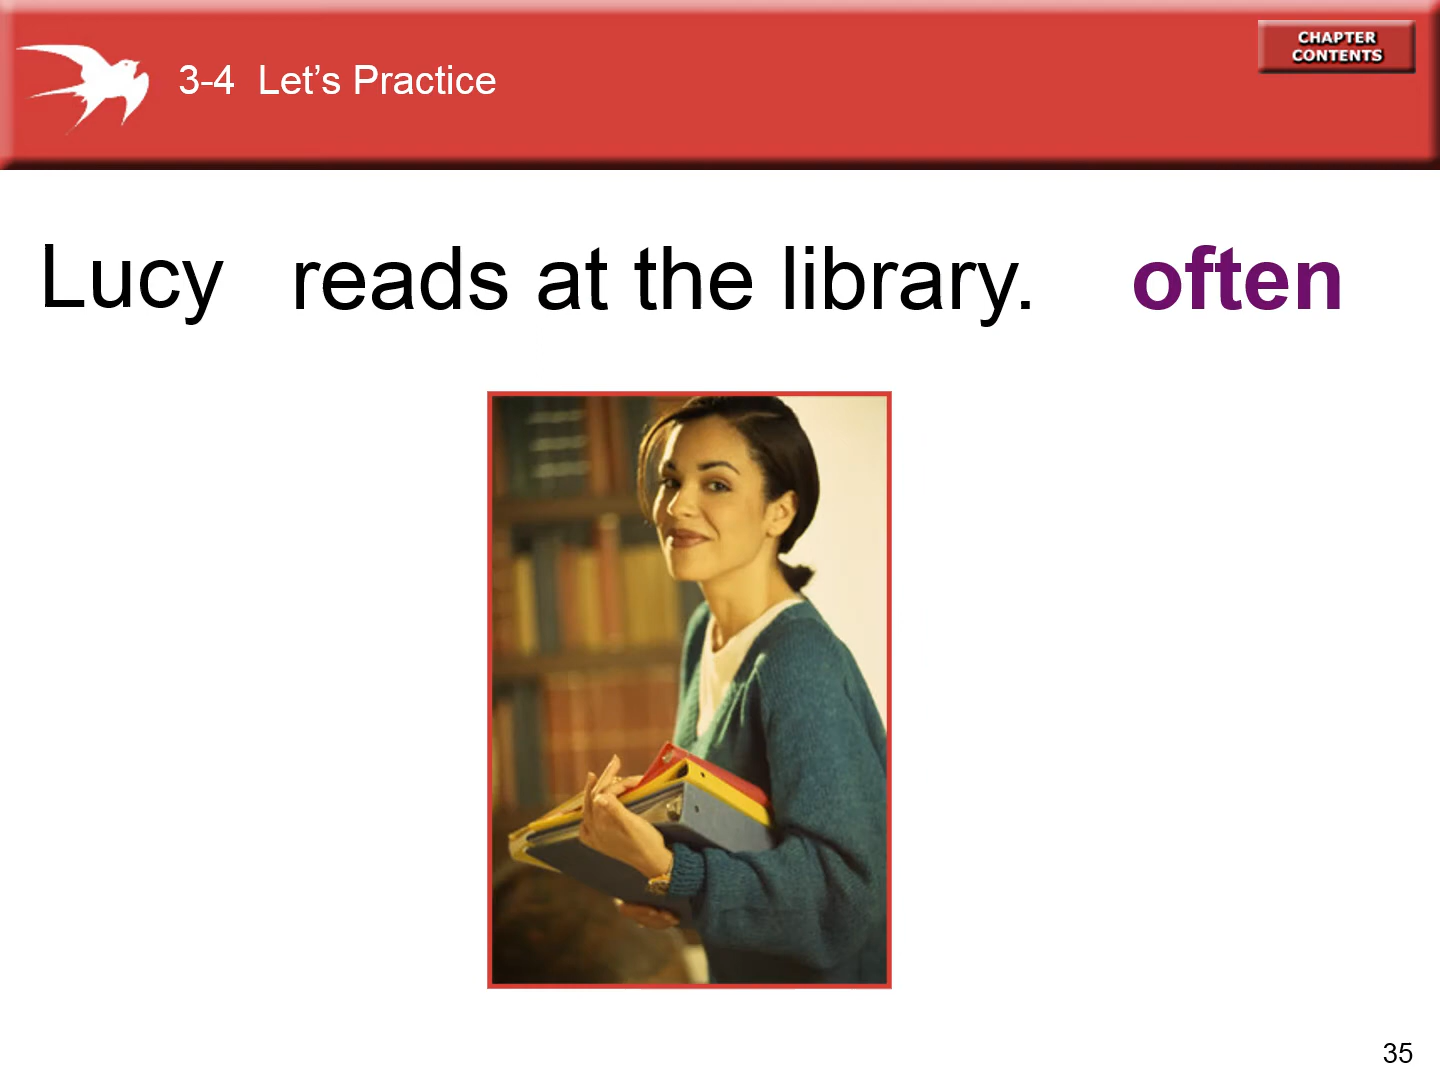 3-4 Let’s Practice
CHAPTER
CONTENTS
Lucy reads at the library. often
35